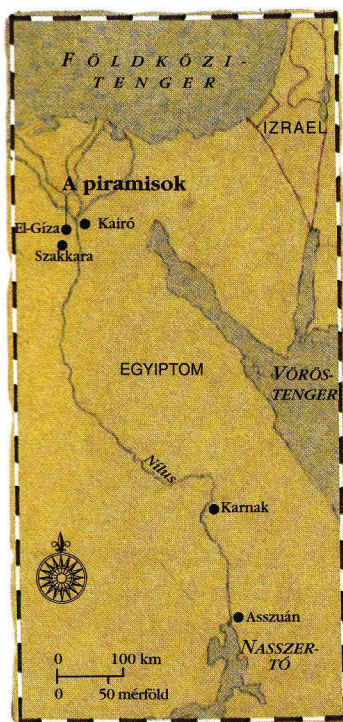 FÖLDKÖZI-
TENGER
IZRAEL
A piramisok
El-Gíza
Kairó
Szakkara
EGYIPTOM
VÖRÖS-
TENGER
Nílus
Karnak
Asszuán
NASSZER-
TÓ
0 100 km
0 50 mérföld